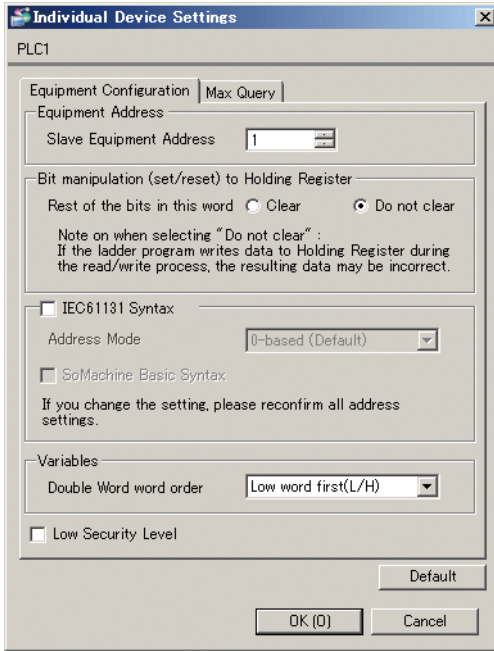 Individual Device Settings
PLC1
Equipment Configuration
Max Query
Equipment Address
Slave Equipment Address 1
Bit manipulation (set/reset) to Holding Register
Rest of the bits in this word Clear Do not clear
Note on when selecting "Do not clear" :
If the ladder program writes data to Holding Register during
the read/write process, the resulting data may be incorrect.
IEC61131 Syntax
Address Mode 0-based (Default)
SoMachine Basic Syntax
If you change the setting, please reconfirm all address
settings.
Variables
Double Word word order Low word first(L/H)
Low Security Level
Default
OK (O) Cancel